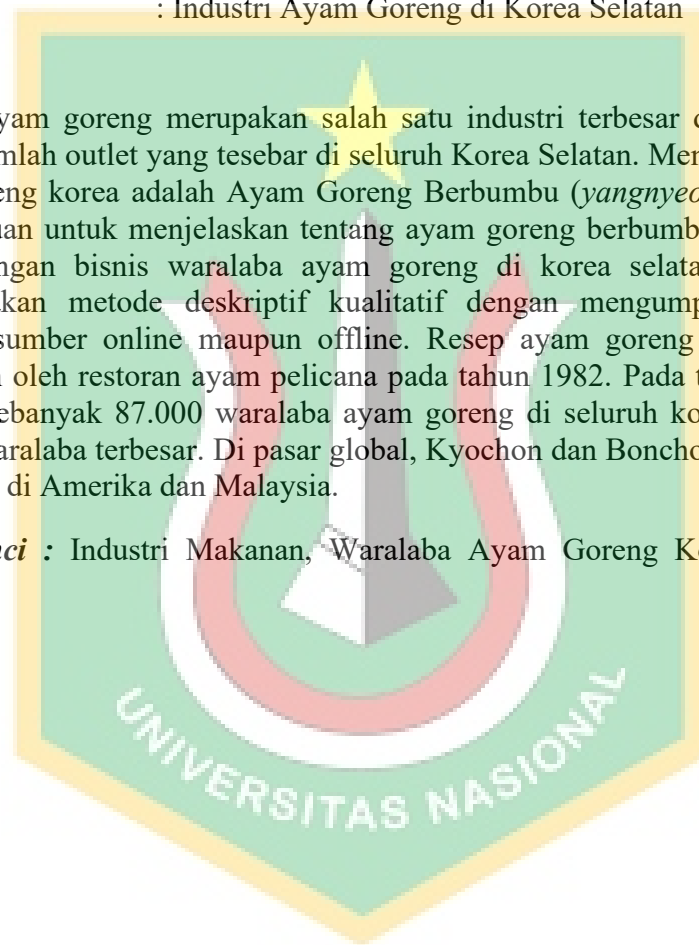 : Industri Ayam Goreng di Korea Selatan
yam goreng merupakan salah satu industri terbesar
mlah outlet yang tesebar di seluruh Korea Selatan. Men
eng korea adalah Ayam Goreng Berbumbu (yangnyeo
uan untuk menjelaskan tentang ayam goreng berbumb
ngan bisnis waralaba ayam goreng di korea selata
akan metode deskriptif kualitatif dengan mengump
sumber online maupun offline. Resep ayam goreng
n oleh restoran ayam pelicana pada tahun 1982. Pada t
sebanyak 87.000 waralaba ayam goreng di seluruh ko
aralaba terbesar. Di pasar global, Kyochon dan Boncho
di Amerika dan Malaysia.
nci : Industri Makanan, Waralaba Ayam Goreng Ko
UNIVERSITAS NASIONAL